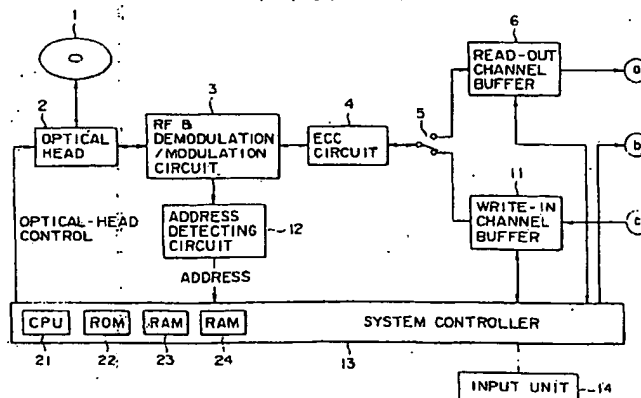 1
2
OPTICAL
HEAD
3
RF &
DEMODULATION
/MODULATION
CIRCUIT
4
ECC
CIRCUIT
5
6
READ-OUT
CHANNEL
BUFFER
a
b
11
WRITE-IN
CHANNEL
BUFFER
c
OPTICAL-HEAD
CONTROL
ADDRESS
DETECTING
CIRCUIT
12
ADDRESS
CPU
ROM
RAM
RAM
SYSTEM CONTROLLER
21
22
23
24
13
INPUT UNIT
14